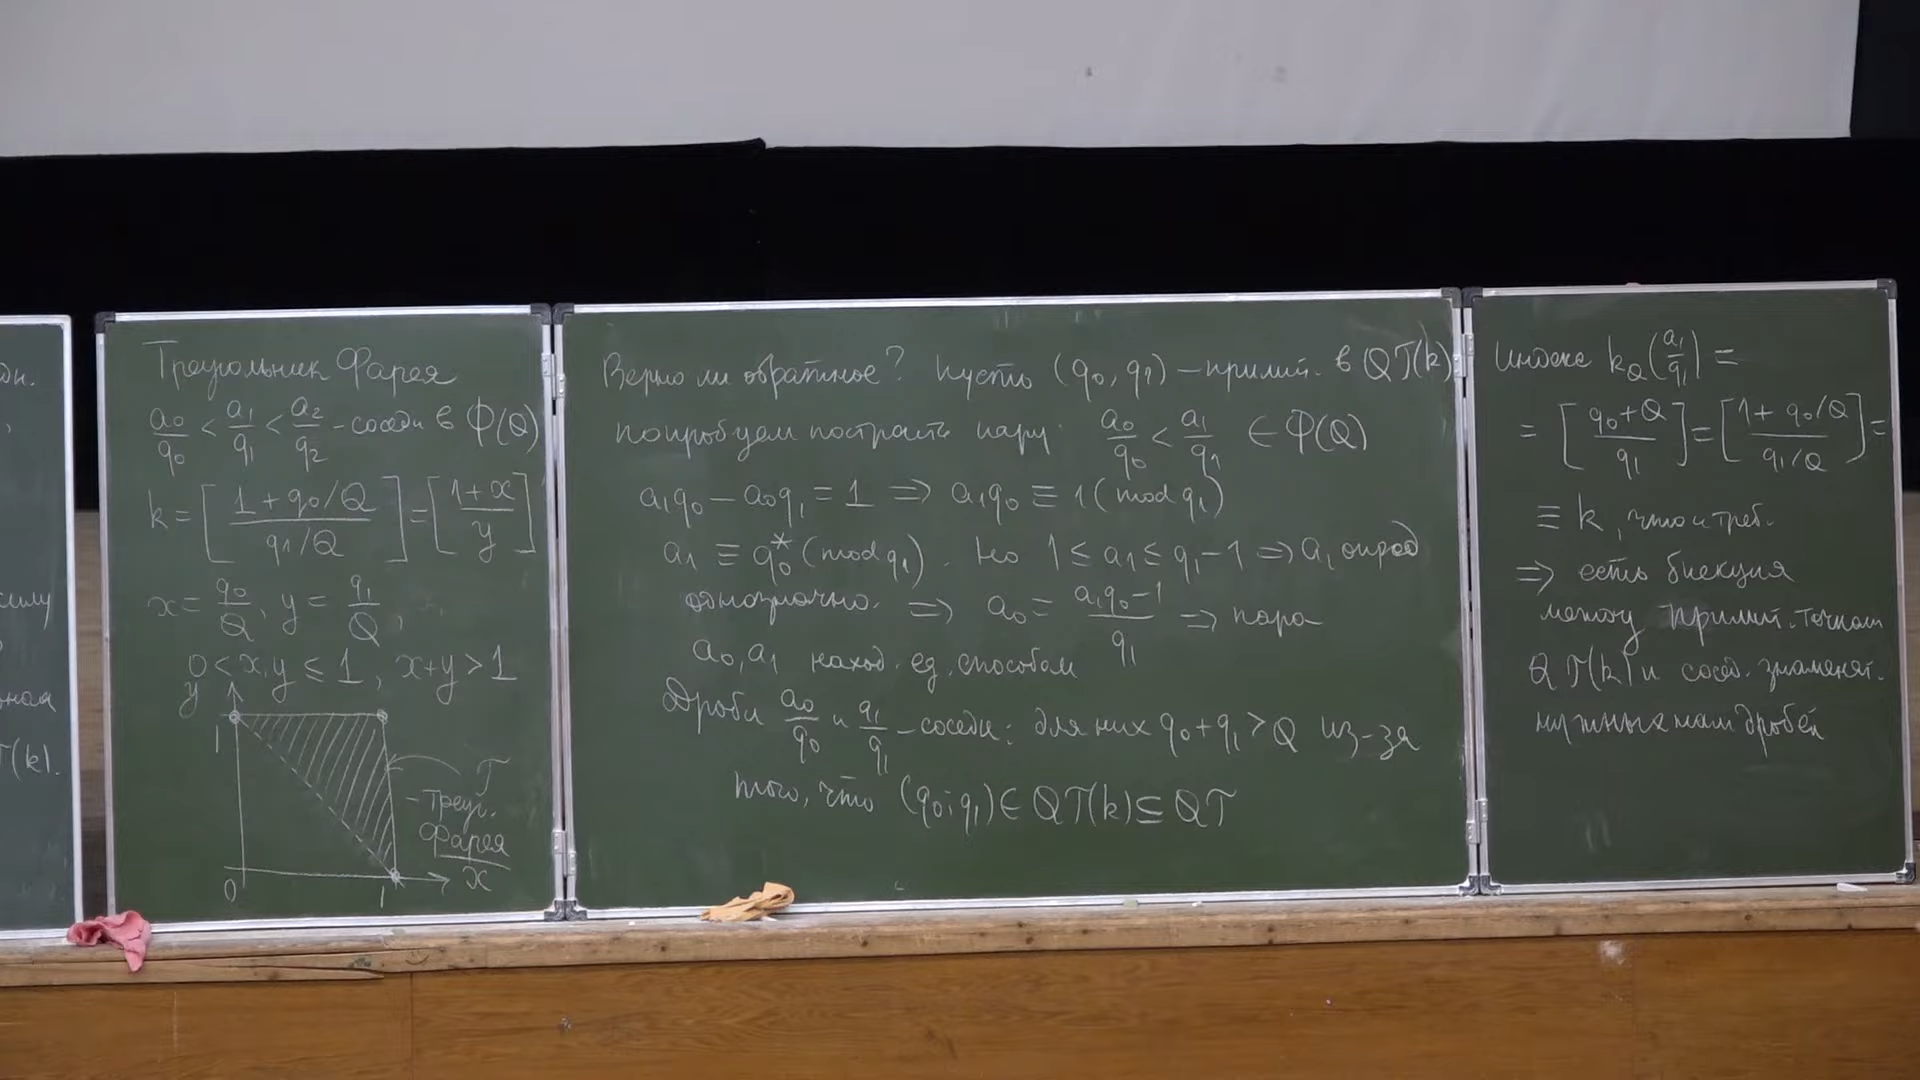 дн.
силу
T(k).
Треугольник Фарея
a₀/q₀ < a₁/q₁ < a₂/q₂ – соседи в Φ(Q)
k = [(1 + q₀/Q)/(q₁/Q)] = [(1 + x)/y]
x = q₀/Q, y = q₁/Q,
0 < x, y ≤ 1, x + y > 1
y
1
T
– треуг.
Фарея
0
1
x
Верно ли обратное? Пусть (q₀, q₁) – примит. в QT(k)
попробуем построить пару a₀/q₀ < a₁/q₁ ∈ Φ(Q)
a₁q₀ – a₀q₁ = 1 ⇒ a₁q₀ ≡ 1 (mod q₁)
a₁ ≡ q₀* (mod q₁). Но 1 ≤ a₁ ≤ q₁ – 1 ⇒ a₁ опред
однозначно. ⇒ a₀ = (a₁q₀ – 1)/q₁ ⇒ пара
a₀, a₁ наход. ед. способом
Дроби a₀/q₀ и q₁/q₁ – соседи: для них q₀ + q₁ > Q из-за
того, что (q₀; q₁) ∈ QT(k) ⊆ QT
Индекс k_Q(a₁/q₁) =
= [(q₀ + Q)/q₁] = [(1 + q₀/Q)/(q₁/Q)] =
≡ k, что и треб.
⇒ есть биекция
между примит. точками
QT(k) и сосед. знаменат.
нужных нам дробей